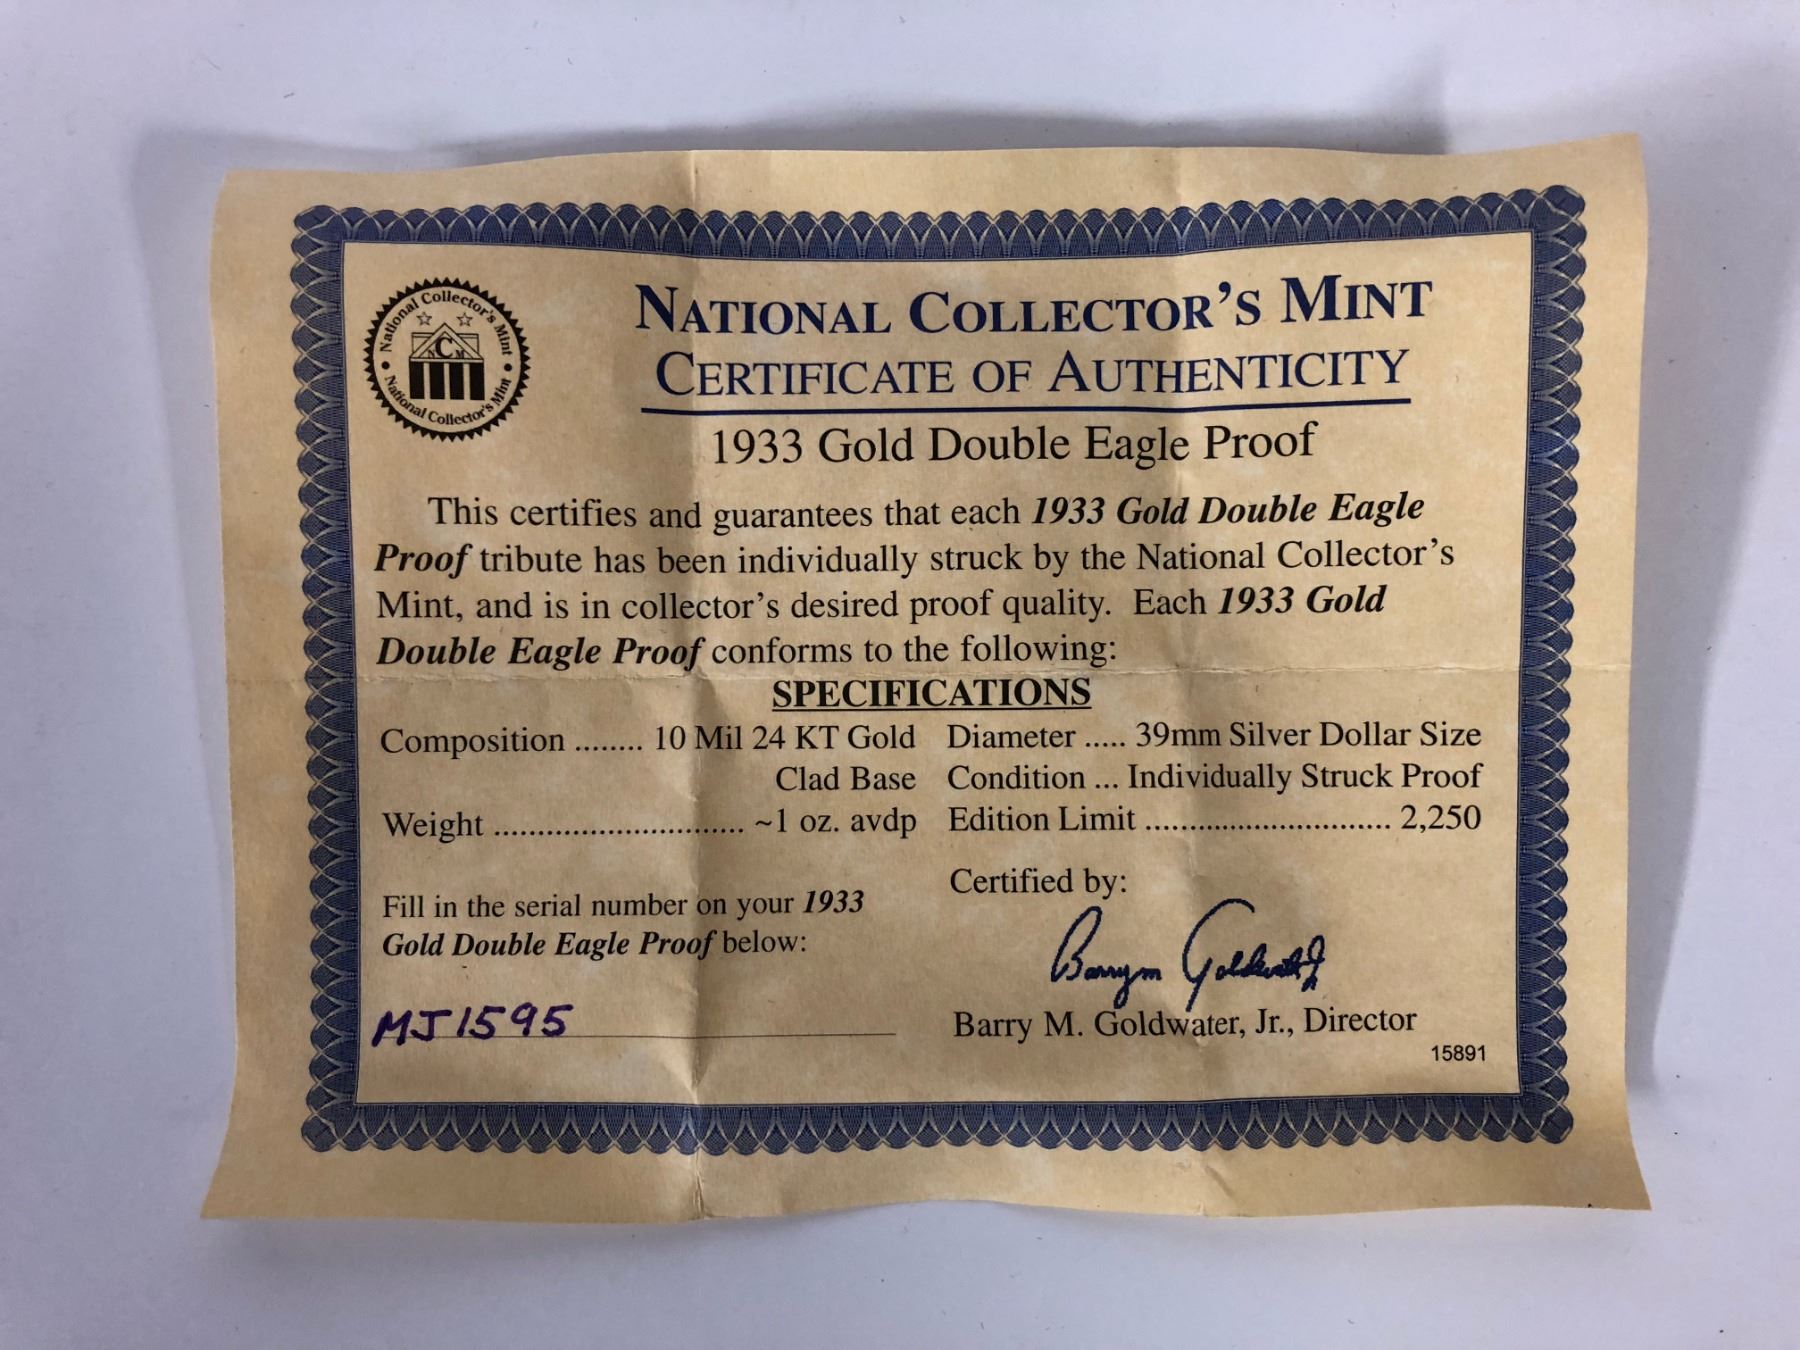 National Collector's Mint
NCM
National Collector's Mint
NATIONAL COLLECTOR'S MINT
CERTIFICATE OF AUTHENTICITY
1933 Gold Double Eagle Proof
This certifies and guarantees that each 1933 Gold Double Eagle
Proof tribute has been individually struck by the National Collector's
Mint, and is in collector's desired proof quality. Each 1933 Gold
Double Eagle Proof conforms to the following:
SPECIFICATIONS
Composition ........ 10 Mil 24 KT Gold
Clad Base
Weight ............................ ~1 oz. avdp
Diameter ..... 39mm Silver Dollar Size
Condition ... Individually Struck Proof
Edition Limit ............................ 2,250
Fill in the serial number on your 1933
Gold Double Eagle Proof below:
MJ1595
Certified by:
Barry M Goldwater Jr
Barry M. Goldwater, Jr., Director
15891